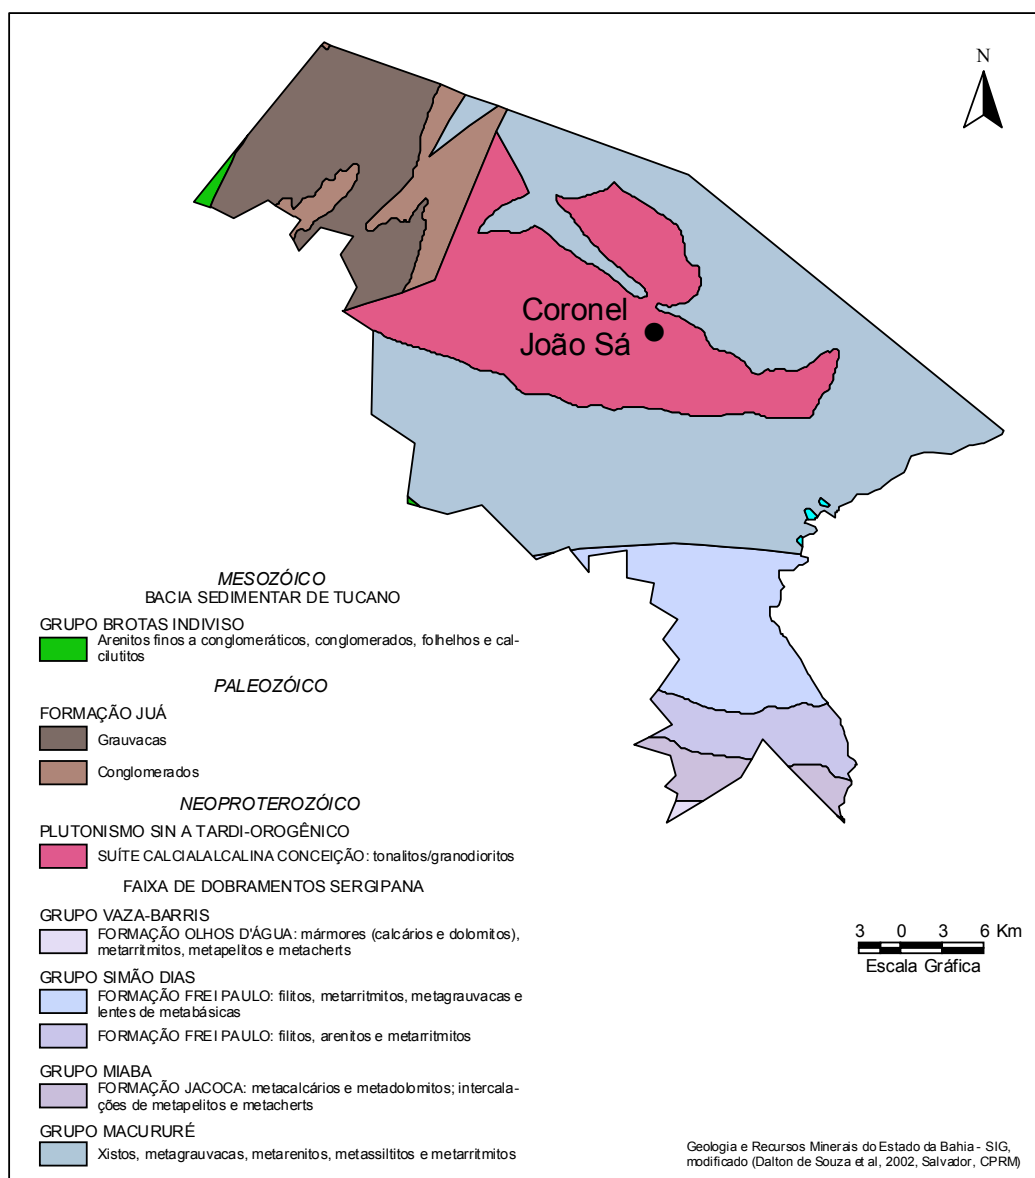 N
Coronel
João Sá
MESOZÓICO
BACIA SEDIMENTAR DE TUCANO
GRUPO BROTAS INDIVISO
Arenitos finos a conglomeráticos, conglomerados, folhelhos e cal-
cilutitos
PALEOZÓICO
FORMAÇÃO JUÁ
Grauvacas
Conglomerados
NEOPROTEROZÓICO
PLUTONISMO SIN A TARDI-OROGÊNICO
SUÍTE CALCIALALCALINA CONCEIÇÃO: tonalitos/granodioritos
FAIXA DE DOBRAMENTOS SERGIPANA
GRUPO VAZA-BARRIS
FORMAÇÃO OLHOS D'ÁGUA: mármores (calcários e dolomitos),
metarritmitos, metapelitos e metacherts
GRUPO SIMÃO DIAS
FORMAÇÃO FREI PAULO: filitos, metarritmitos, metagrauvacas e
lentes de metabásicas
FORMAÇÃO FREI PAULO: filitos, arenitos e metarritmitos
GRUPO MIABA
FORMAÇÃO JACOCA: metacalcários e metadolomitos; intercala-
ções de metapelitos e metacherts
GRUPO MACURURÉ
Xistos, metagrauvacas, metarenitos, metassiltitos e metarritmitos
3 0 3 6 Km
Escala Gráfica
Geologia e Recursos Minerais do Estado da Bahia - SIG,
modificado (Dalton de Souza et al, 2002, Salvador, CPRM)